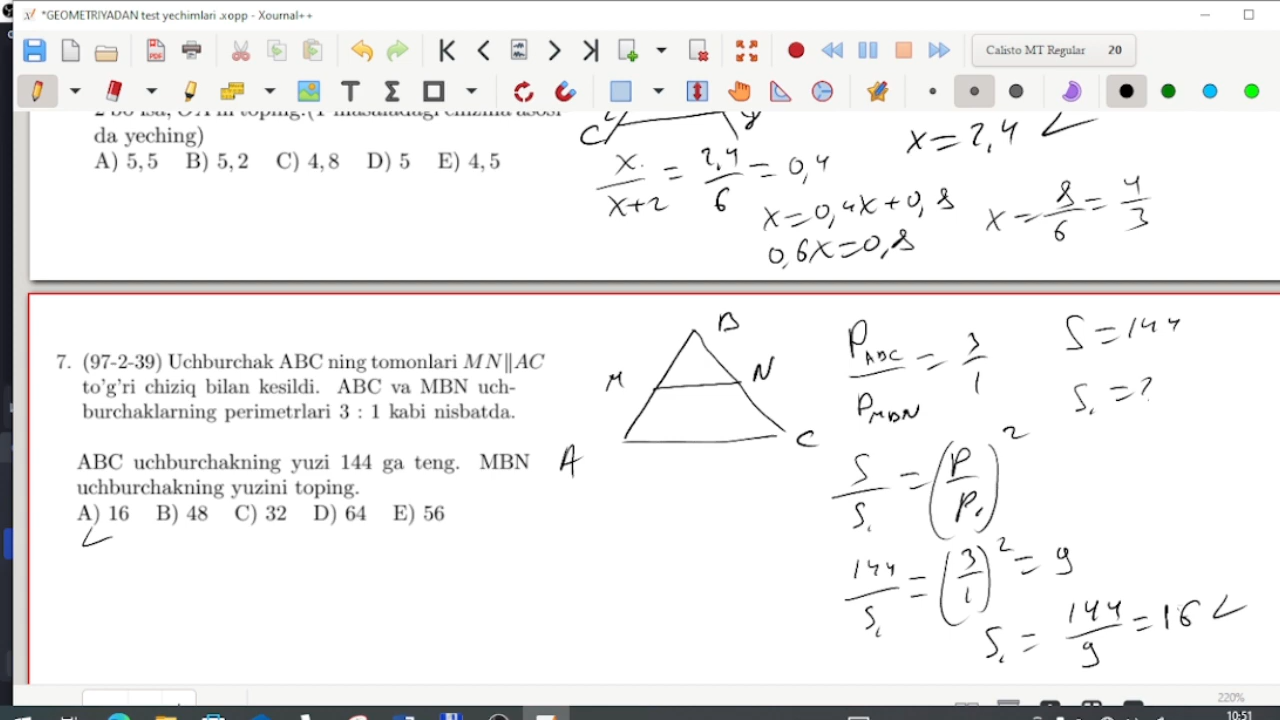 *GEOMETRIYADAN test yechimlari .xopp - Xournal++
Calisto MT Regular 20
da yeching)
A) 5,5 B) 5,2 C) 4,8 D) 5 E) 4,5
C
x/(x+2) = 2,4/6 = 0,4
x=2,4
x=0,4x+0,8
0,6x=0,8
x=8/6=4/3
7. (97-2-39) Uchburchak ABC ning tomonlari MN∥AC
to'g'ri chiziq bilan kesildi. ABC va MBN uch-
burchaklarning perimetrlari 3 : 1 kabi nisbatda.
ABC uchburchakning yuzi 144 ga teng. MBN
uchburchakning yuzini toping.
A) 16 B) 48 C) 32 D) 64 E) 56
B
M
N
A
C
P_ABC/P_MBN = 3/1
S=144
S₁=?
S/S₁ = (P/P₁)²
144/S₁ = (3/1)² = 9
S₁ = 144/9 = 16
220%
10:51